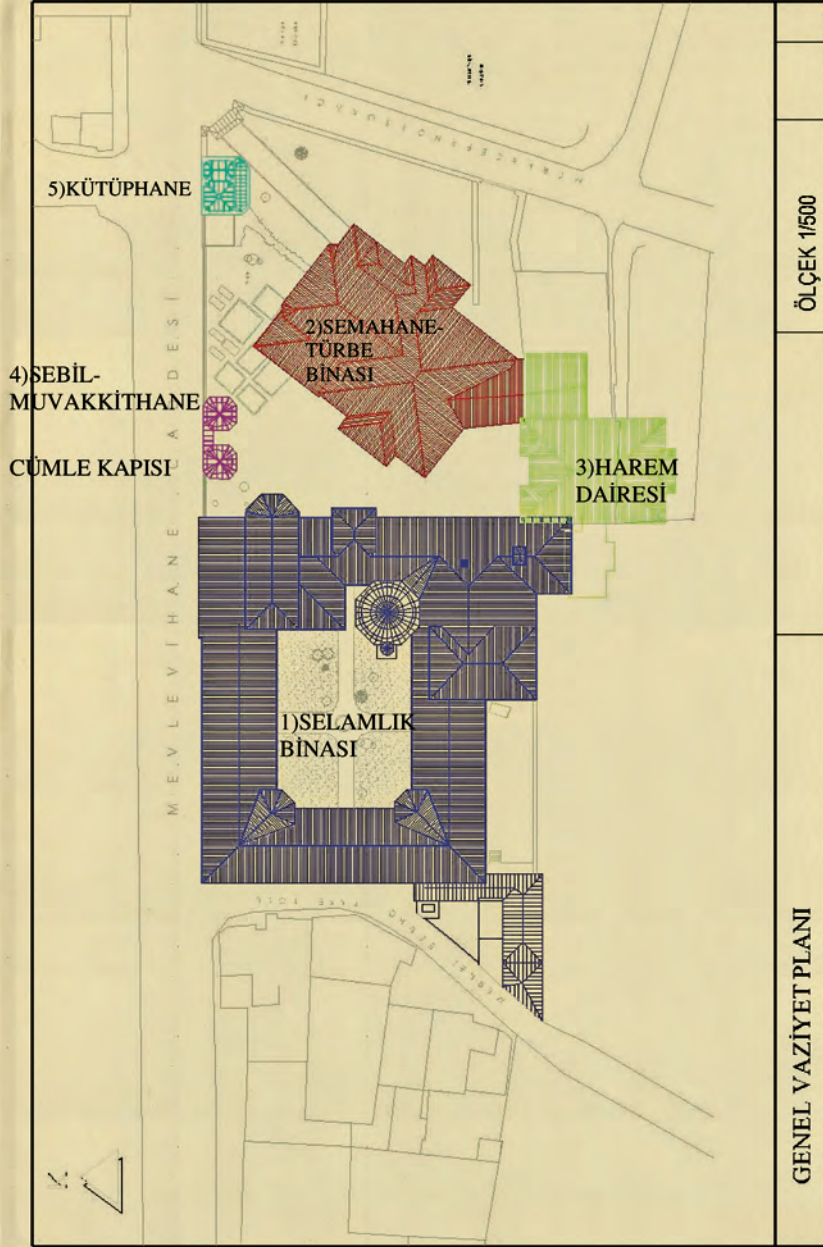 5)KÜTÜPHANE
2)SEMAHANE-
TÜRBE
BİNASI
4)SEBİL-
MUVAKKİTHANE
CÜMLE KAPISI
3)HAREM
DAİRESİ
1)SELAMLIK
BİNASI
MEVLEVİHANE CADESİ
K
ÖLÇEK 1/500
GENEL VAZİYET PLANI